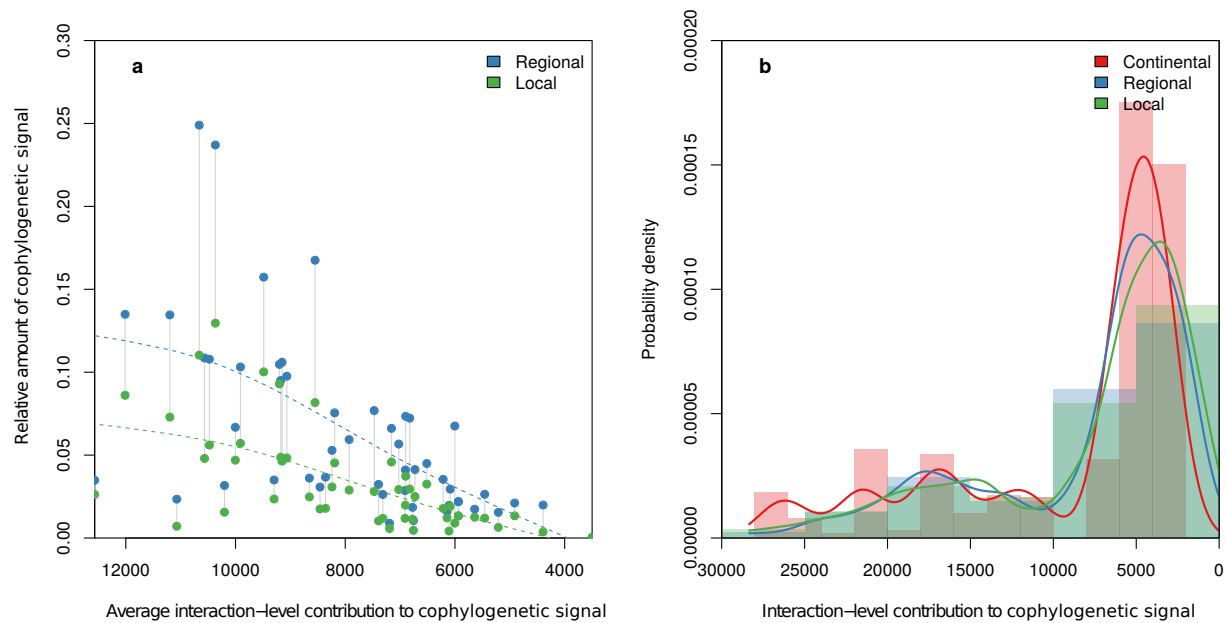 a
Regional
Local
0.30
0.25
0.20
0.15
0.10
0.05
0.00
Relative amount of cophylogenetic signal
12000 10000 8000 6000 4000
Average interaction−level contribution to cophylogenetic signal
b
Continental
Regional
Local
0.00020
0.00015
0.00010
0.00005
0.00000
Probability density
30000 25000 20000 15000 10000 5000 0
Interaction−level contribution to cophylogenetic signal